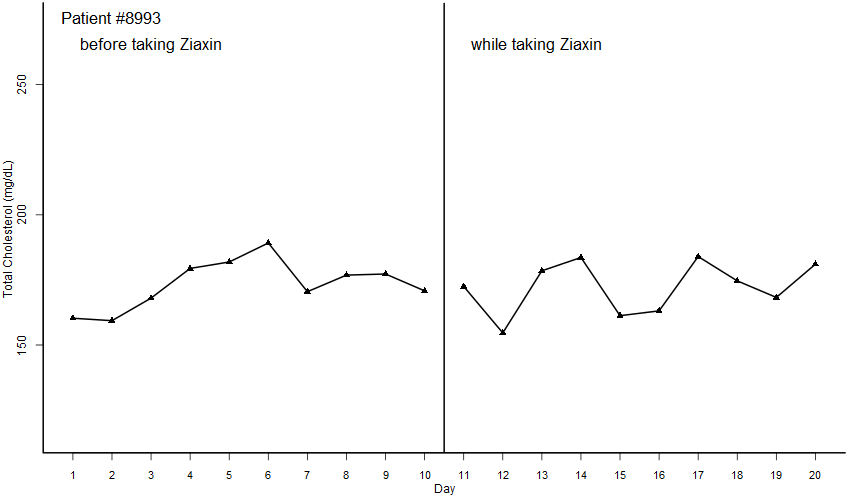 Patient #8993
before taking Ziaxin
while taking Ziaxin
Total Cholesterol (mg/dL)
250
200
150
1 2 3 4 5 6 7 8 9 10 11 12 13 14 15 16 17 18 19 20
Day